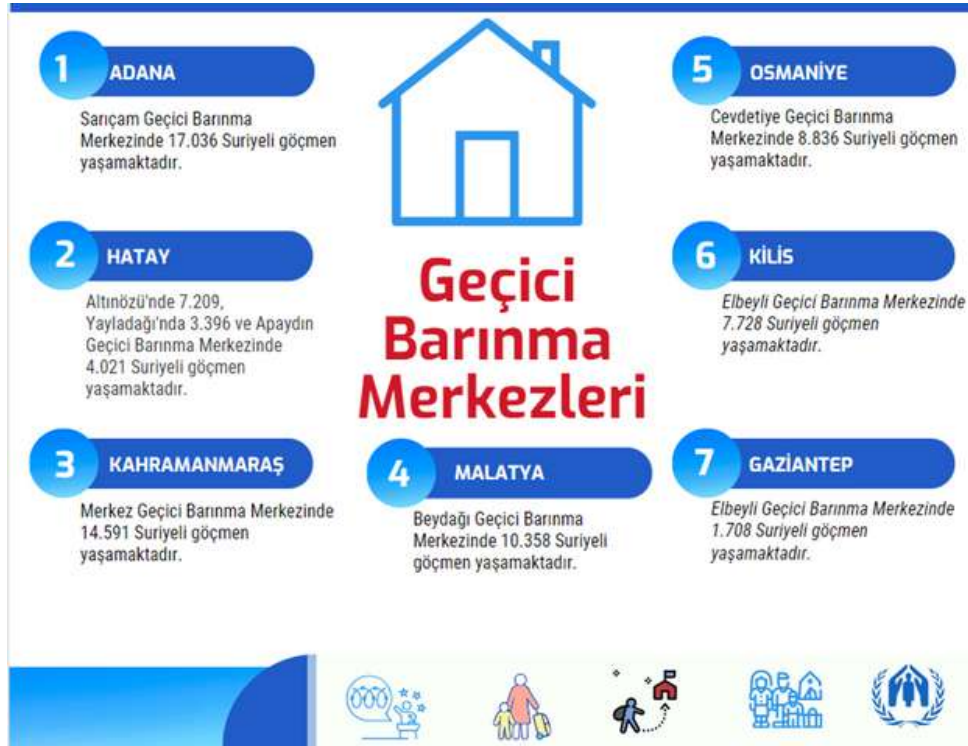 1 ADANA
Sarıçam Geçici Barınma
Merkezinde 17.036 Suriyeli göçmen
yaşamaktadır.
2 HATAY
Altınözü'nde 7.209,
Yayladağı'nda 3.396 ve Apaydın
Geçici Barınma Merkezinde
4.021 Suriyeli göçmen
yaşamaktadır.
3 KAHRAMANMARAŞ
Merkez Geçici Barınma Merkezinde
14.591 Suriyeli göçmen
yaşamaktadır.
Geçici
Barınma
Merkezleri
4 MALATYA
Beydağı Geçici Barınma
Merkezinde 10.358 Suriyeli
göçmen yaşamaktadır.
5 OSMANİYE
Cevdetiye Geçici Barınma
Merkezinde 8.836 Suriyeli göçmen
yaşamaktadır.
6 KİLİS
Elbeyli Geçici Barınma Merkezinde
7.728 Suriyeli göçmen
yaşamaktadır.
7 GAZİANTEP
Elbeyli Geçici Barınma Merkezinde
1.708 Suriyeli göçmen
yaşamaktadır.